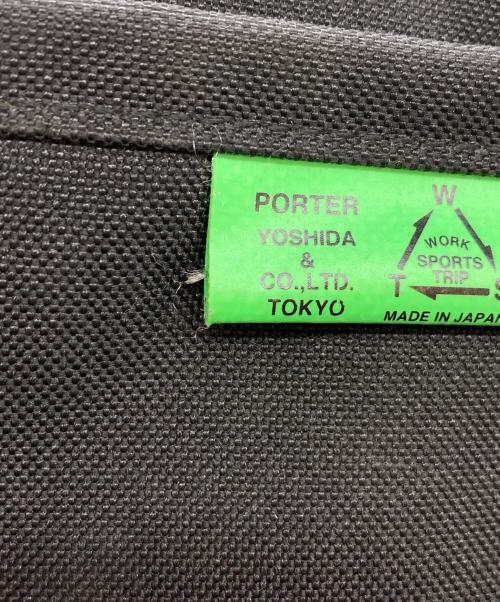 PORTER
YOSHIDA
&
CO.,LTD.
TOKYO
W
WORK
SPORTS
TRIP
T S
MADE IN JAPAN